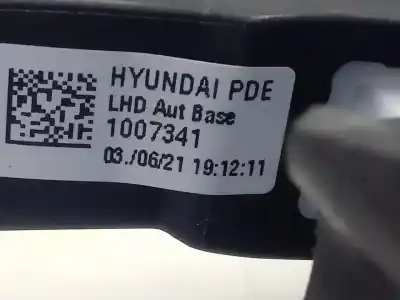 HYUNDAI PDE
LHD Aut Base
1007341
03./06/21 19:12:11